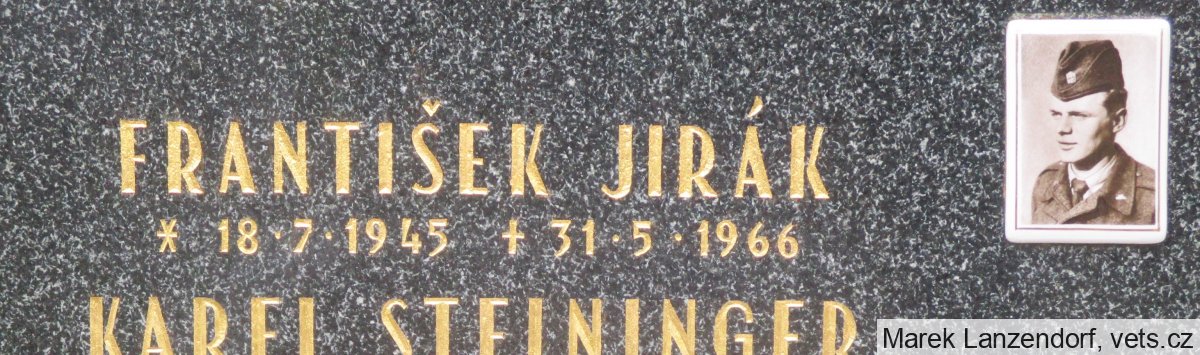 FRANTIŠEK JIRÁK
* 18·7·1945 + 31·5·1966
KAREL STEININGER
Marek Lanzendorf, vets.cz